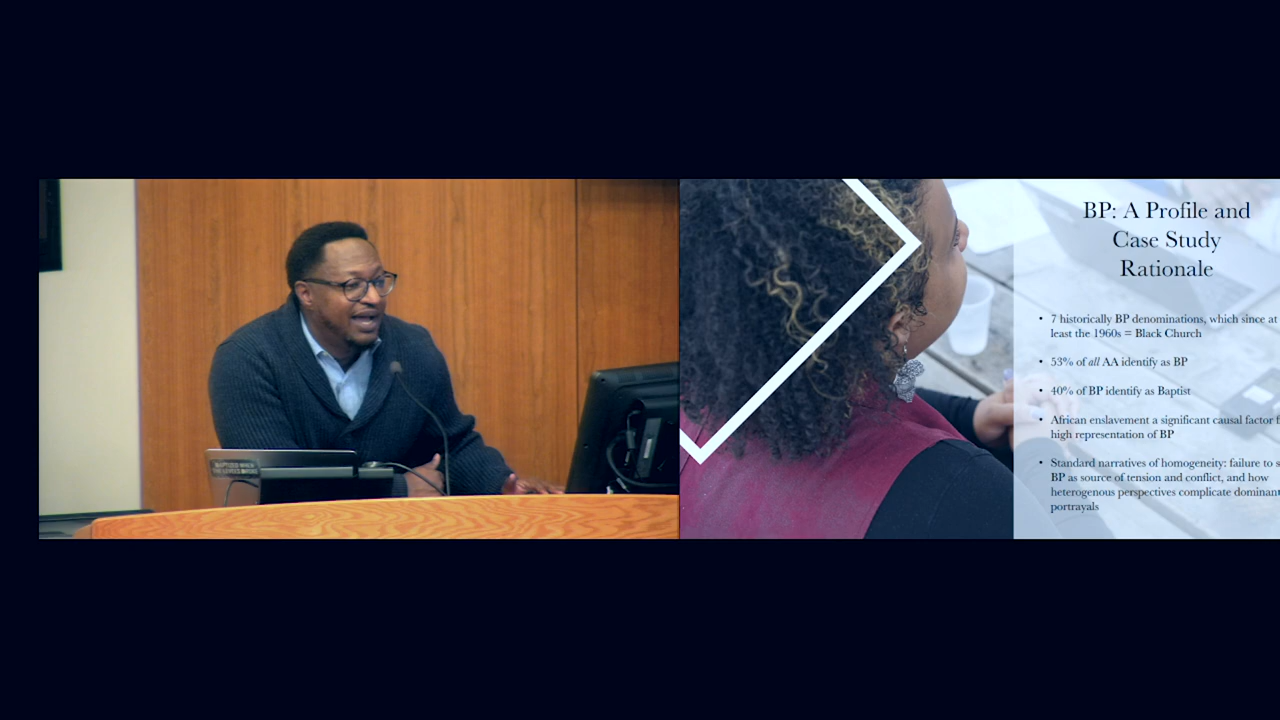 BP: A Profile and
Case Study
Rationale
• 7 historically BP denominations, which since at
least the 1960s = Black Church
• 53% of all AA identify as BP
• 40% of BP identify as Baptist
• African enslavement a significant causal factor f
high representation of BP
• Standard narratives of homogeneity: failure to s
BP as source of tension and conflict, and how
heterogenous perspectives complicate dominant
portrayals